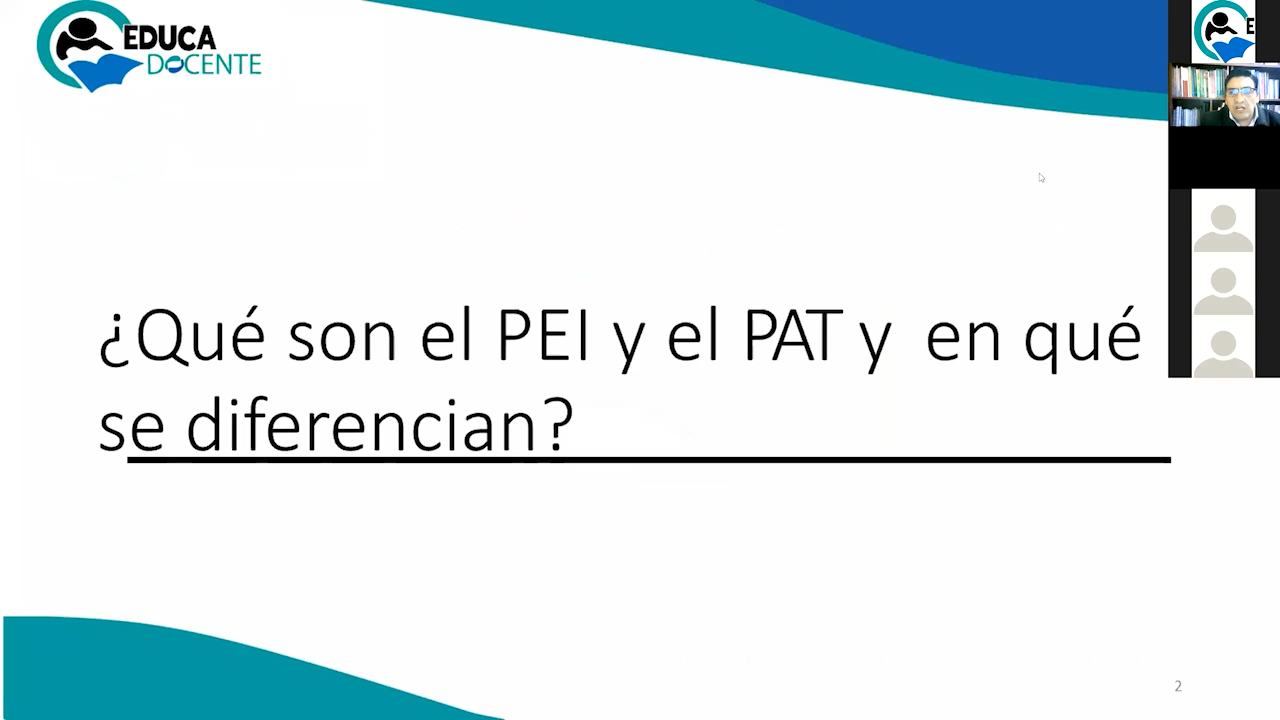 EDUCA
DOCENTE
E
¿Qué son el PEI y el PAT y en qué
se diferencian?
2